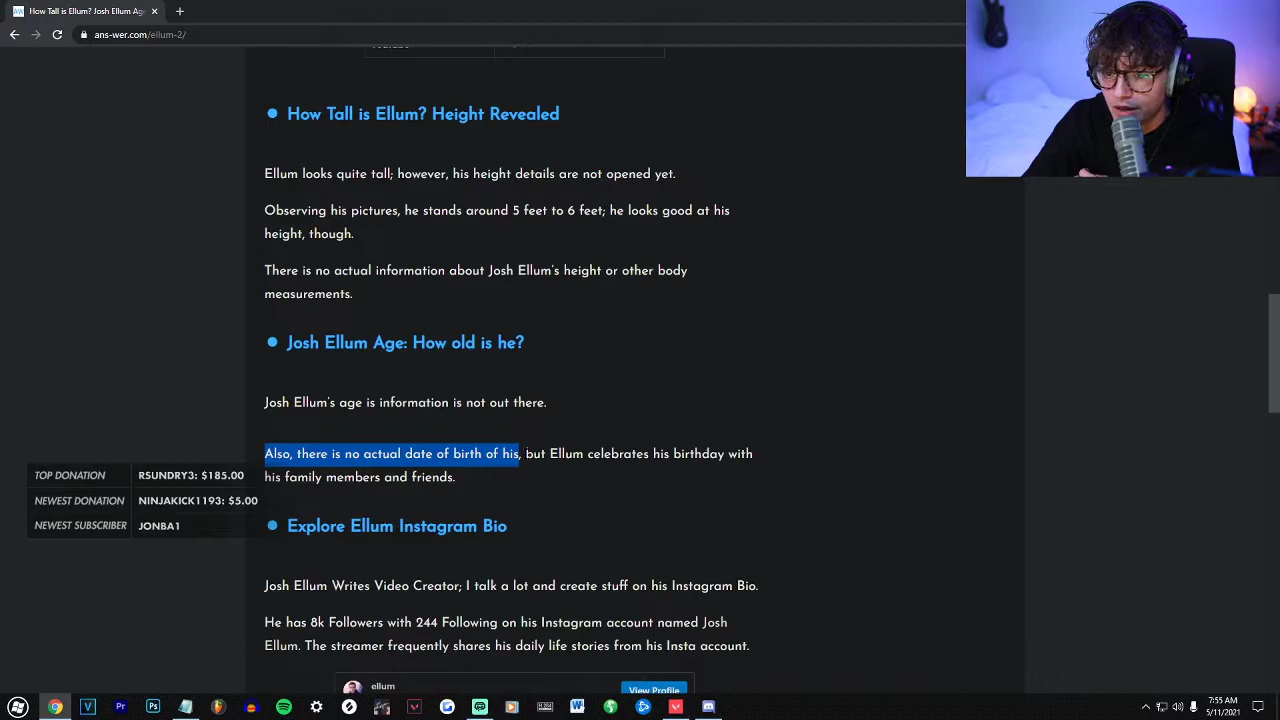 How Tall is Ellum? Josh Ellum Age
ans-wer.com/ellum-2/
How Tall is Ellum? Height Revealed
Ellum looks quite tall; however, his height details are not opened yet.
Observing his pictures, he stands around 5 feet to 6 feet; he looks good at his
height, though.
There is no actual information about Josh Ellum's height or other body
measurements.
Josh Ellum Age: How old is he?
Josh Ellum's age is information is not out there.
Also, there is no actual date of birth of his, but Ellum celebrates his birthday with
his family members and friends.
TOP DONATION RSUNDRY3: $185.00
NEWEST DONATION NINJAKICK1193: $5.00
NEWEST SUBSCRIBER JONBA1
Explore Ellum Instagram Bio
Josh Ellum Writes Video Creator; I talk a lot and create stuff on his Instagram Bio.
He has 8k Followers with 244 Following on his Instagram account named Josh
Ellum. The streamer frequently shares his daily life stories from his Insta account.
ellum
View Profile
7:55 AM
5/11/2021